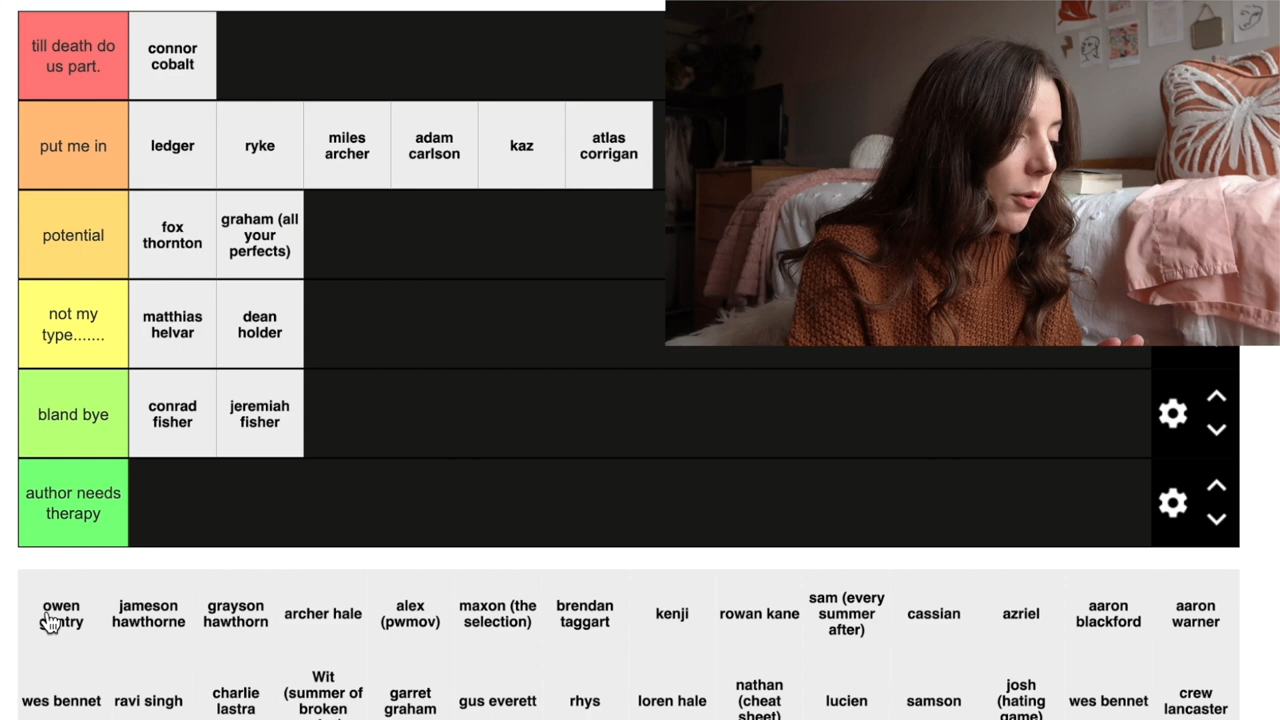 till death do
us part.
connor
cobalt
put me in
ledger
ryke
miles
archer
adam
carlson
kaz
atlas
corrigan
potential
fox
thornton
graham (all
your
perfects)
not my
type.......
matthias
helvar
dean
holder
bland bye
conrad
fisher
jeremiah
fisher
author needs
therapy
owen
jameson
hawthorne
grayson
hawthorn
archer hale
alex
(pwmov)
maxon (the
selection)
brendan
taggart
kenji
rowan kane
sam (every
summer
after)
cassian
azriel
aaron
blackford
aaron
warner
wes bennet
ravi singh
charlie
lastra
Wit
(summer of
broken
garret
graham
gus everett
rhys
loren hale
nathan
(cheat
sheet)
lucien
samson
josh
(hating
game)
wes bennet
crew
lancaster